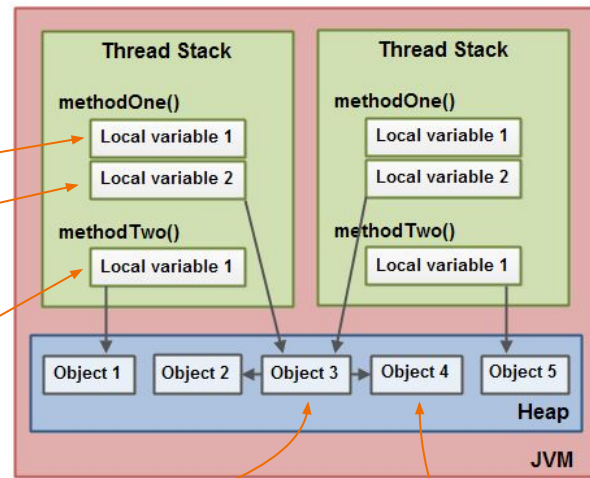 Thread Stack
methodOne()
Local variable 1
Local variable 2
methodTwo()
Local variable 1
Thread Stack
methodOne()
Local variable 1
Local variable 2
methodTwo()
Local variable 1
Object 1
Object 2
Object 3
Object 4
Object 5
Heap
JVM